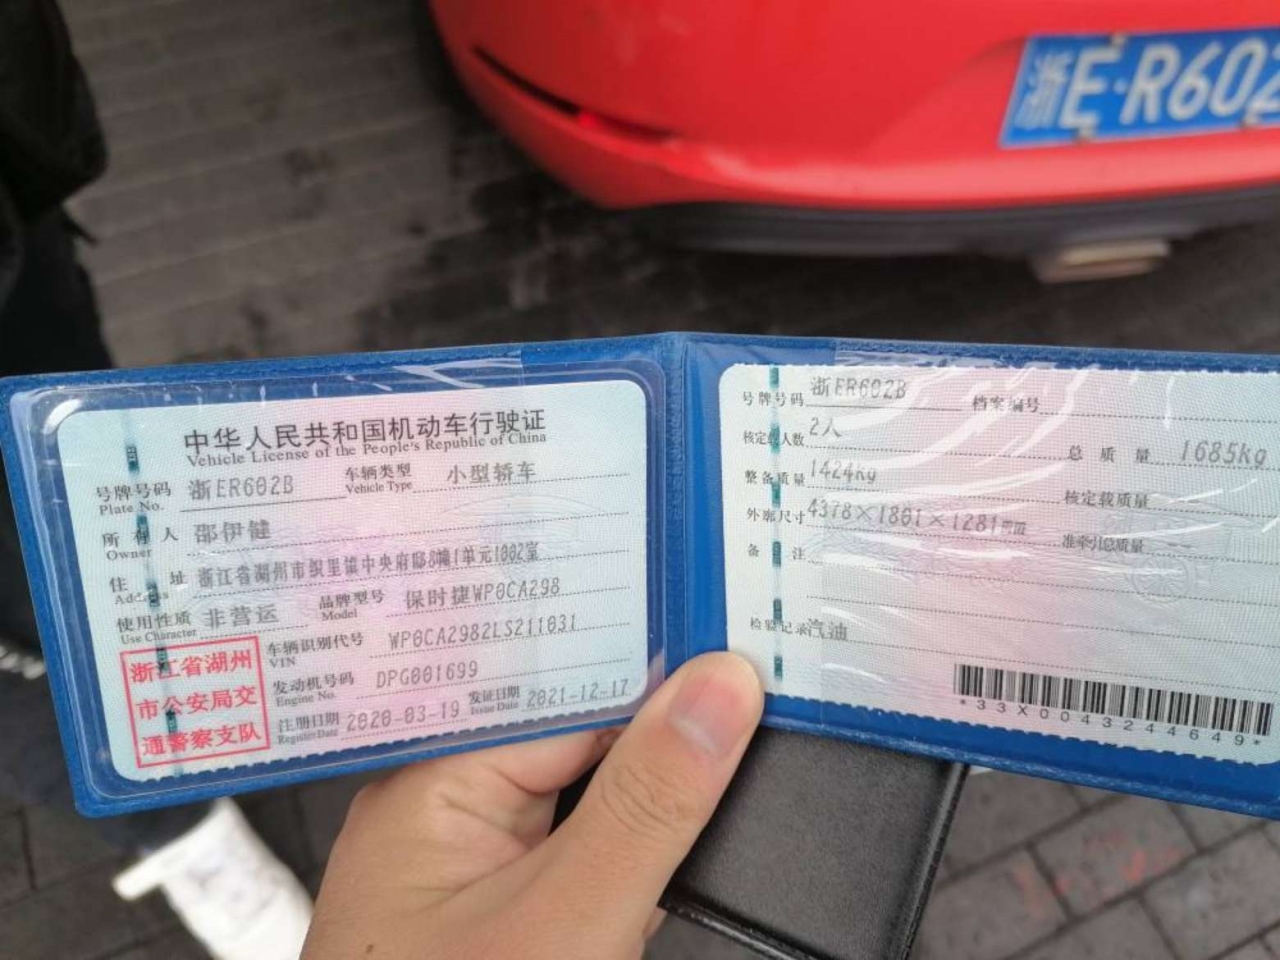 浙E·R602
中华人民共和国机动车行驶证
Vehicle License of the People's Republic of China
号牌号码 浙ER602B 车辆类型 小型轿车
Plate No. Vehicle Type
所有人 邵伊健
Owner
住址 浙江省湖州市织里镇中央府邸8幢1单元1002室
Address
使用性质 非营运 品牌型号 保时捷WP0CA298
Use Character Model
浙江省湖州
市公安局交
通警察支队
车辆识别代号 WP0CA2982LS211031
VIN
发动机号码 DPG001699
Engine No.
注册日期 2020-03-19 发证日期 2021-12-17
Register Date Issue Date
号牌号码 浙ER602B 档案编号
核定载人数 2人 总质量 1685kg
整备质量 1424kg 核定载质量
外廓尺寸 4378×1801×1281mm 准牵引总质量 --
备注
检验记录 汽油
*33X004324464​9*